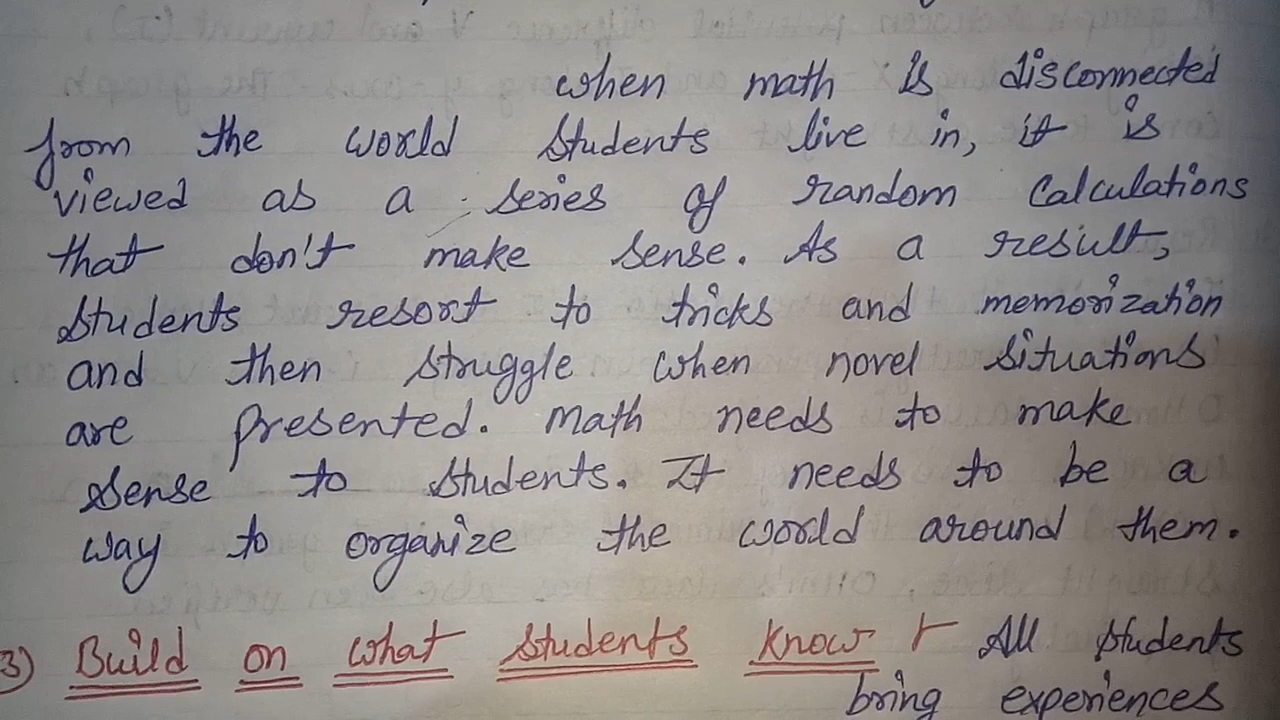 when math is disconnected
from the world students live in, it is
viewed as a series of random calculations
that don't make sense. As a result,
students resort to tricks and memorization
and then struggle when novel situations
are presented. Math needs to make
sense to students. It needs to be a
way to organize the world around them.
3) Build on what students know :- All students
bring experiences